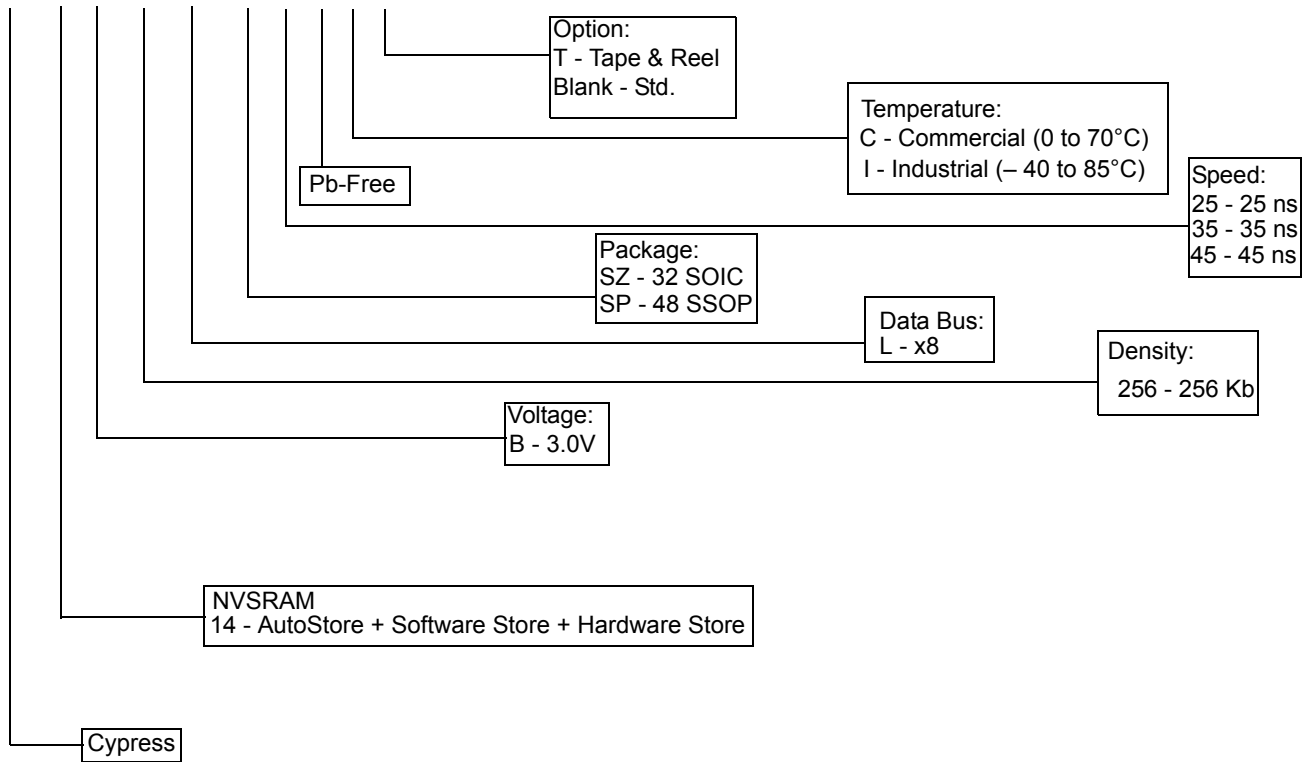 Option:
T - Tape & Reel
Blank - Std.
Temperature:
C - Commercial (0 to 70°C)
I - Industrial (– 40 to 85°C)
Pb-Free
Speed:
25 - 25 ns
35 - 35 ns
45 - 45 ns
Package:
SZ - 32 SOIC
SP - 48 SSOP
Data Bus:
L - x8
Density:
256 - 256 Kb
Voltage:
B - 3.0V
NVSRAM
14 - AutoStore + Software Store + Hardware Store
Cypress